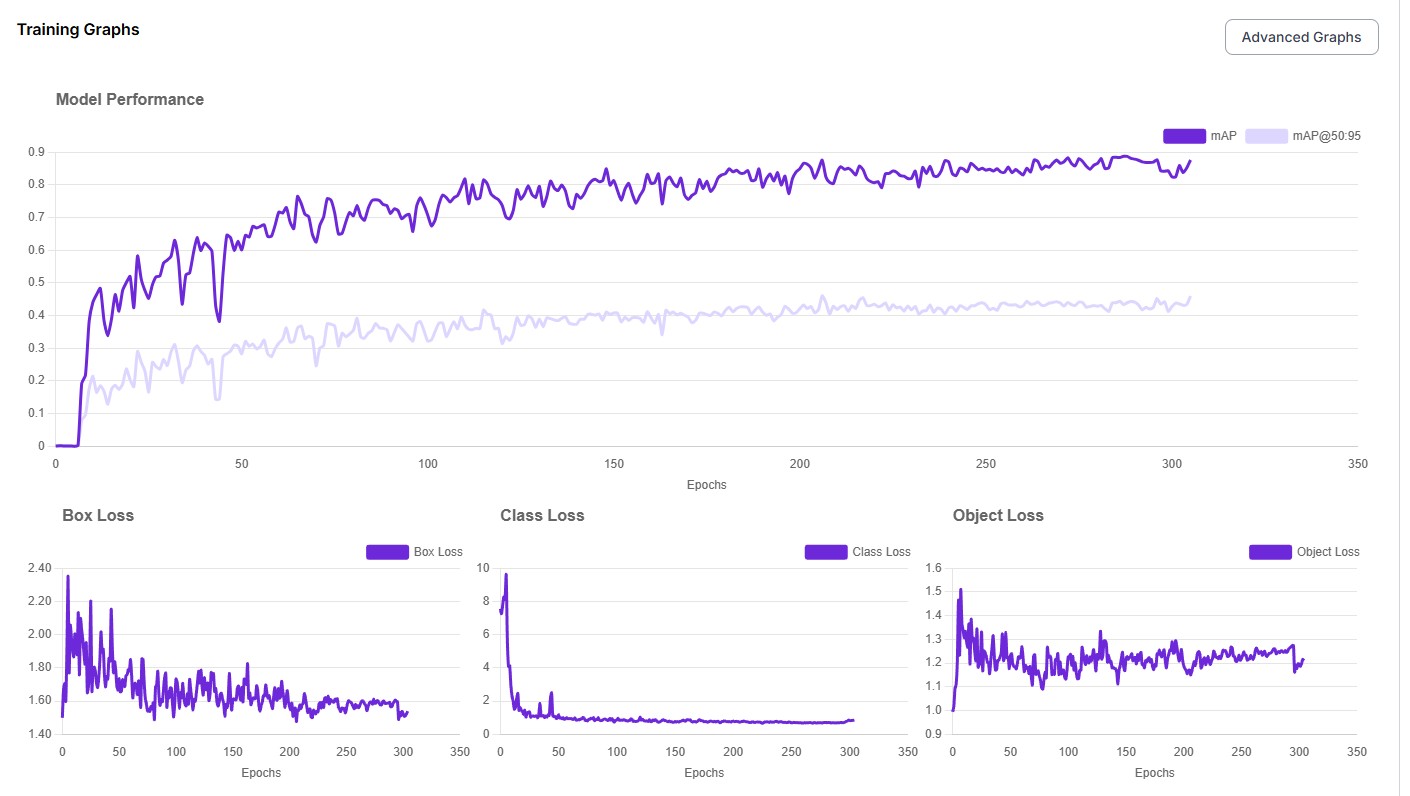 Training Graphs
Advanced Graphs
Model Performance
mAP mAP@50:95
0.9
0.8
0.7
0.6
0.5
0.4
0.3
0.2
0.1
0
0 50 100 150 200 250 300 350
Epochs
Box Loss
Box Loss
2.40
2.20
2.00
1.80
1.60
1.40
0 50 100 150 200 250 300 350
Epochs
Class Loss
Class Loss
10
8
6
4
2
0
0 50 100 150 200 250 300 350
Epochs
Object Loss
Object Loss
1.6
1.5
1.4
1.3
1.2
1.1
1.0
0.9
0 50 100 150 200 250 300 350
Epochs